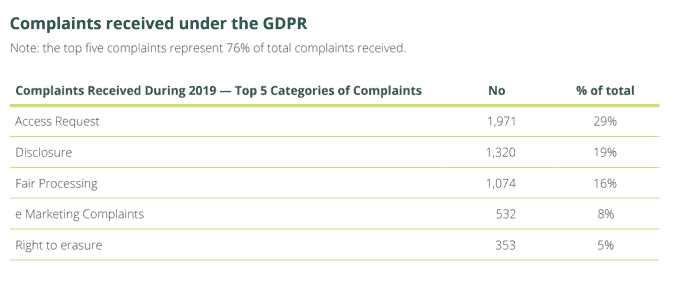 Complaints received under the GDPR
Note: the top five complaints represent 76% of total complaints received.
Complaints Received During 2019 — Top 5 Categories of Complaints No % of total
Access Request 1,971 29%
Disclosure 1,320 19%
Fair Processing 1,074 16%
e Marketing Complaints 532 8%
Right to erasure 353 5%